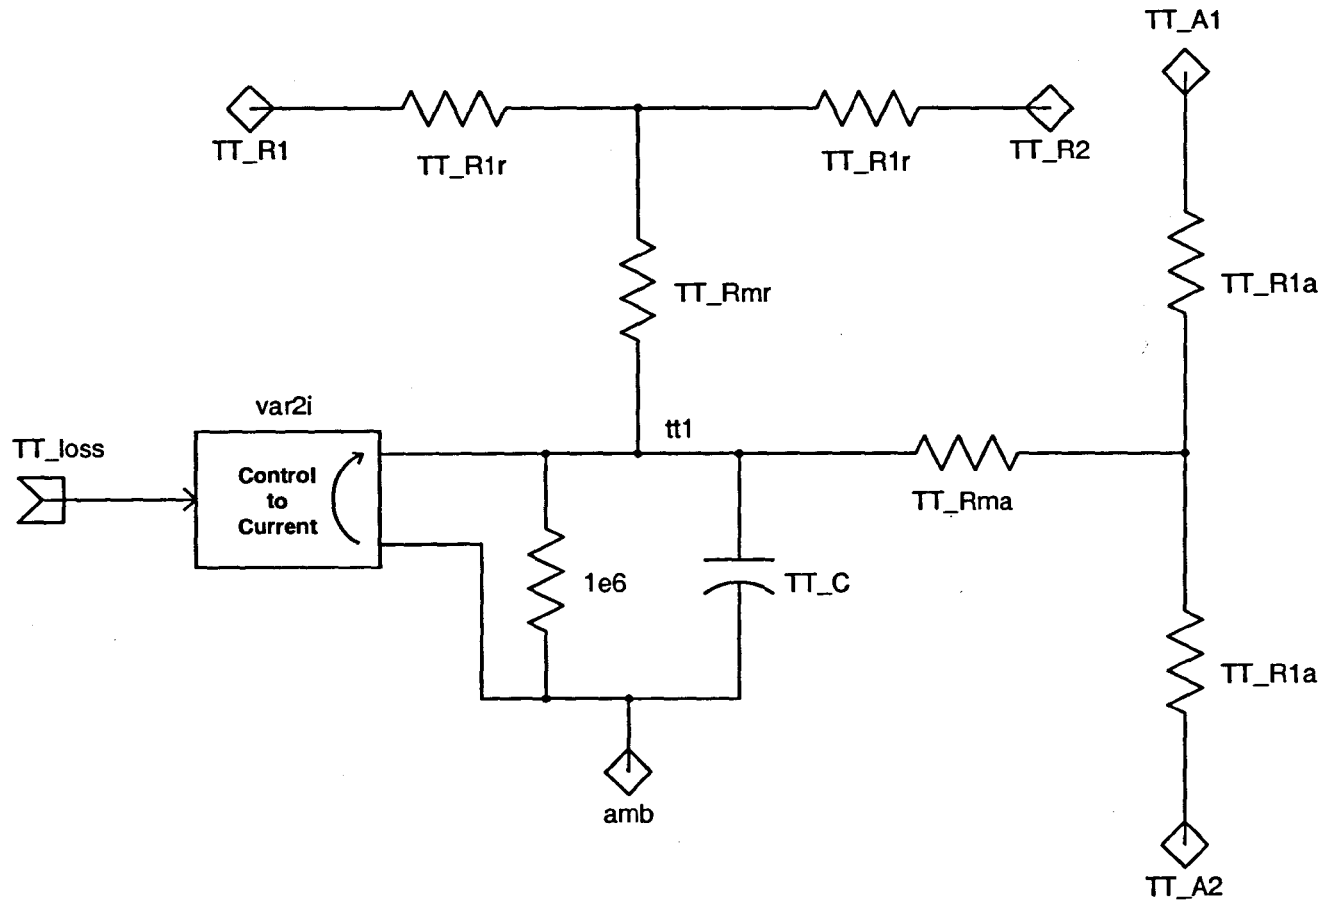 TT_A1
TT_R1
TT_R1r
TT_R1r
TT_R2
TT_Rmr
TT_R1a
var2i
tt1
TT_loss
Control
to
Current
TT_Rma
1e6
TT_C
TT_R1a
amb
TT_A2